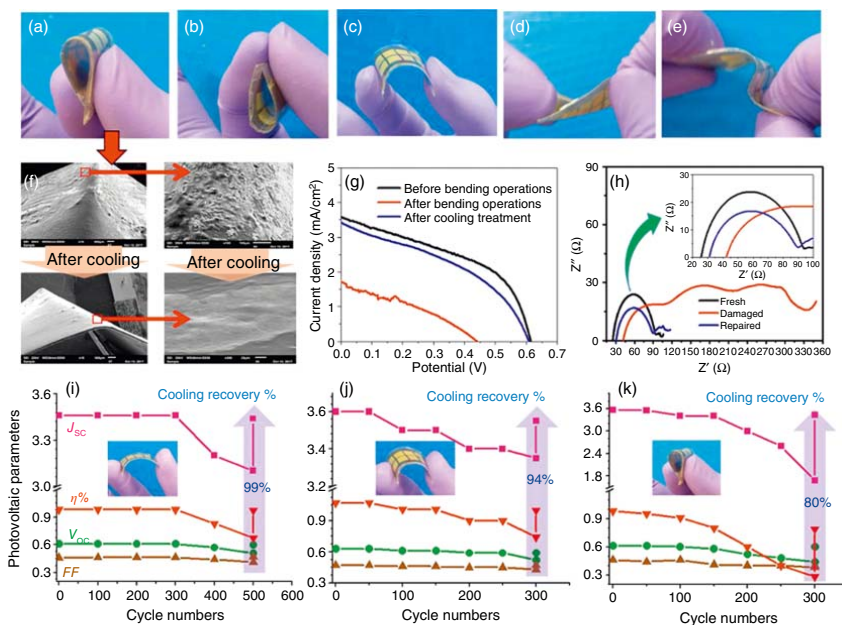 (a)
(b)
(c)
(d)
(e)
(f)
After cooling
After cooling
(g)
Before bending operations
After bending operations
After cooling treatment
Current density (mA/cm²)
5
4
3
2
1
0
0.0 0.1 0.2 0.3 0.4 0.5 0.6 0.7
Potential (V)
(h)
Z″ (Ω)
90
60
30
0
Z″ (Ω)
30
20
10
0
20 30 40 50 60 70 80 90 100
Z′ (Ω)
Fresh
Damaged
Repaired
0 30 60 90 120 150 180 210 240 270 300 330 360
Z′ (Ω)
Photovoltaic parameters
(i)
Cooling recovery %
3.5
3.3
3.0
0.9
0.6
0.3
J_SC
99%
η%
V_OC
FF
0 100 200 300 400 500 600
Cycle numbers
(j)
Cooling recovery %
3.6
3.4
3.2
3.0
0.9
0.6
0.3
94%
0 100 200 300
Cycle numbers
(k)
Cooling recovery %
3.6
3.0
2.4
1.8
1.2
0.9
0.6
0.3
80%
0 100 200 300
Cycle numbers